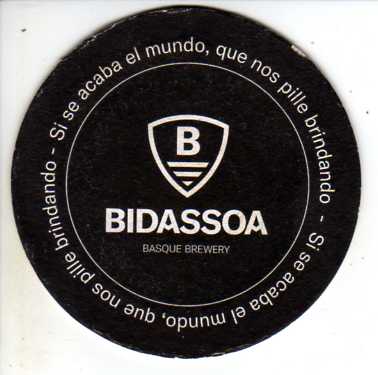 Si se acaba el mundo, que nos pille brindando - Si se acaba el mundo, que nos pille brindando -
B
BIDASSOA
BASQUE BREWERY